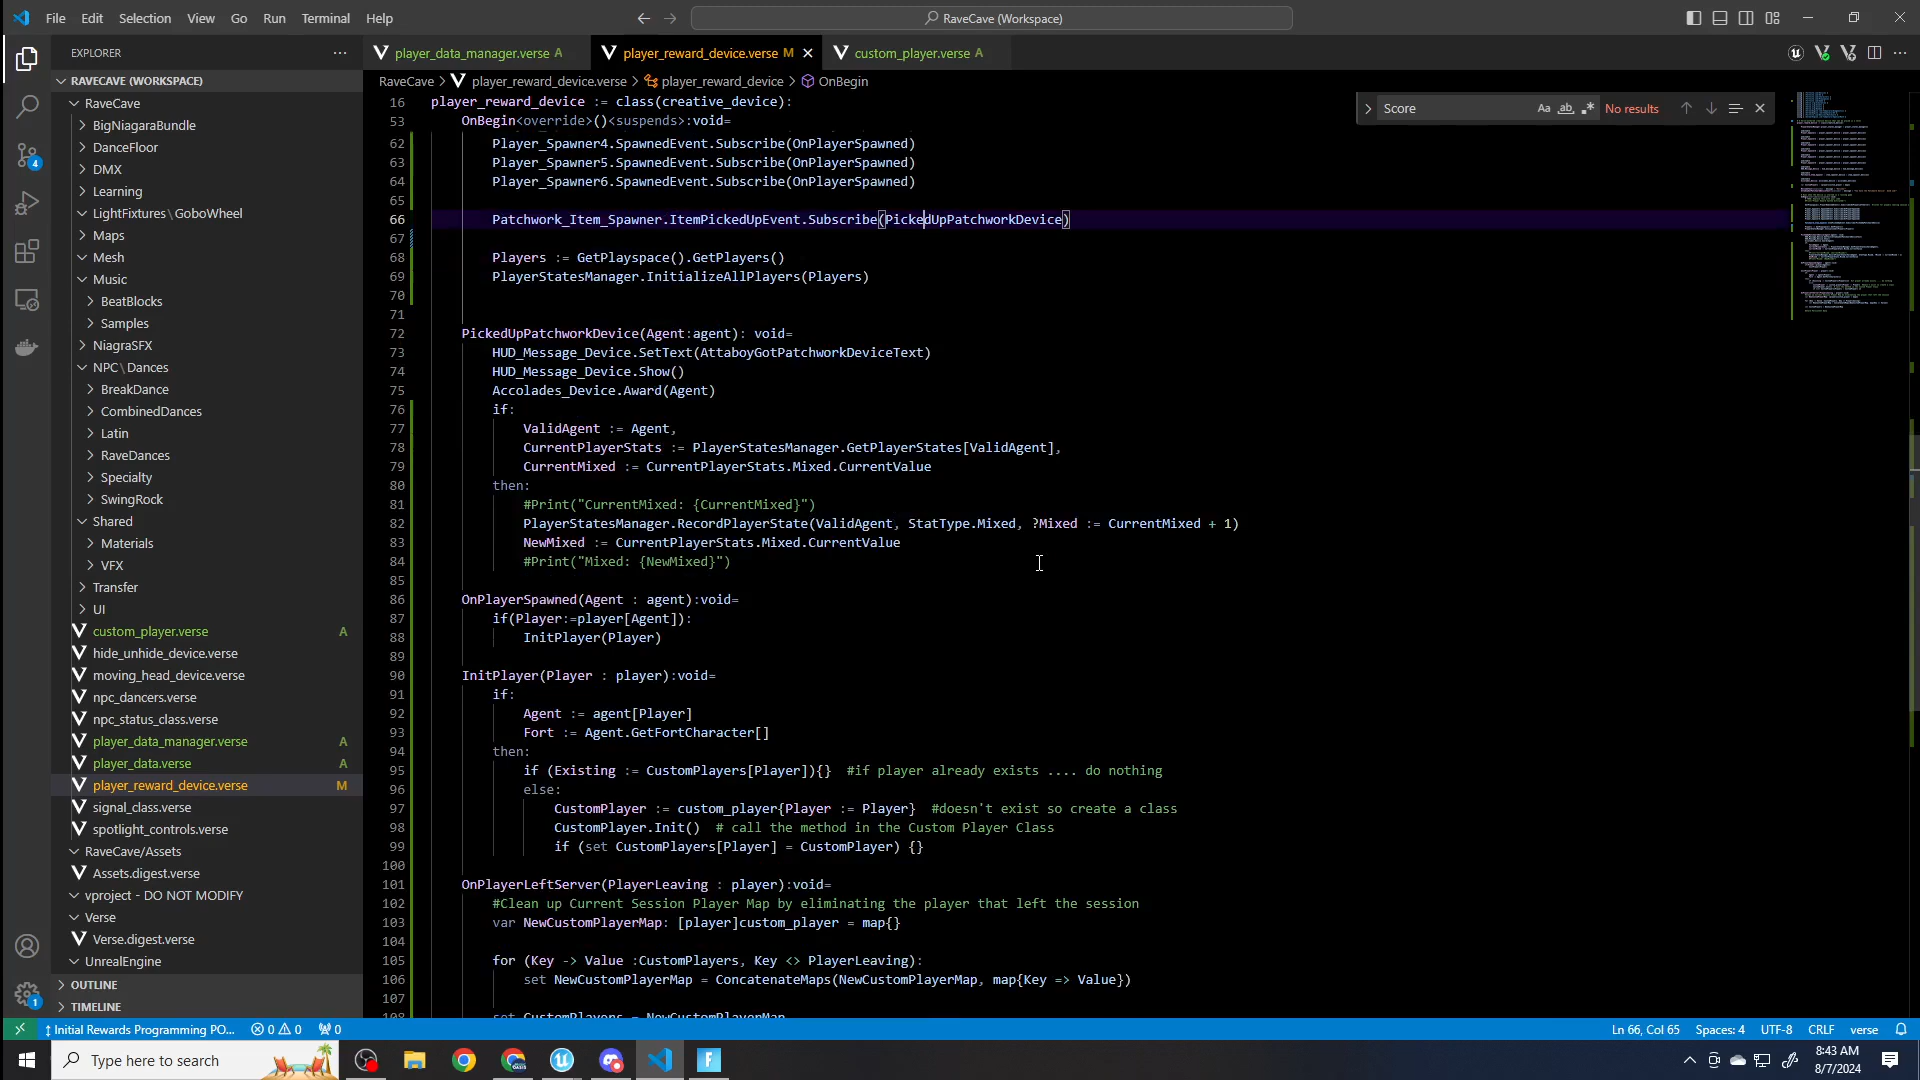 File Edit Selection View Go Run Terminal Help
RaveCave (Workspace)
EXPLORER
player_data_manager.verse A
player_reward_device.verse M
custom_player.verse A
RAVECAVE (WORKSPACE)
RaveCave > player_reward_device.verse > player_reward_device > OnBegin
RaveCave
BigNiagaraBundle
DanceFloor
DMX
Learning
LightFixtures\GoboWheel
Maps
Mesh
Music
BeatBlocks
Samples
NiagraSFX
NPC\Dances
BreakDance
CombinedDances
Latin
RaveDances
Specialty
SwingRock
Shared
Materials
VFX
Transfer
UI
custom_player.verse A
hide_unhide_device.verse
moving_head_device.verse
npc_dancers.verse
npc_status_class.verse
player_data_manager.verse A
player_data.verse A
player_reward_device.verse M
signal_class.verse
spotlight_controls.verse
RaveCave/Assets
Assets.digest.verse
vproject - DO NOT MODIFY
Verse
Verse.digest.verse
UnrealEngine
OUTLINE
TIMELINE
4
1
Score Aa ab No results
16 player_reward_device := class(creative_device):
53 OnBegin<override>()<suspends>:void=
62 Player_Spawner4.SpawnedEvent.Subscribe(OnPlayerSpawned)
63 Player_Spawner5.SpawnedEvent.Subscribe(OnPlayerSpawned)
64 Player_Spawner6.SpawnedEvent.Subscribe(OnPlayerSpawned)
65
66 Patchwork_Item_Spawner.ItemPickedUpEvent.Subscribe(PickedUpPatchworkDevice)
67
68 Players := GetPlayspace().GetPlayers()
69 PlayerStatesManager.InitializeAllPlayers(Players)
70
71
72 PickedUpPatchworkDevice(Agent:agent): void=
73 HUD_Message_Device.SetText(AttaboyGotPatchworkDeviceText)
74 HUD_Message_Device.Show()
75 Accolades_Device.Award(Agent)
76 if:
77 ValidAgent := Agent,
78 CurrentPlayerStats := PlayerStatesManager.GetPlayerStates[ValidAgent],
79 CurrentMixed := CurrentPlayerStats.Mixed.CurrentValue
80 then:
81 #Print("CurrentMixed: {CurrentMixed}")
82 PlayerStatesManager.RecordPlayerState(ValidAgent, StatType.Mixed, ?Mixed := CurrentMixed + 1)
83 NewMixed := CurrentPlayerStats.Mixed.CurrentValue
84 #Print("Mixed: {NewMixed}")
85
86 OnPlayerSpawned(Agent : agent):void=
87 if(Player:=player[Agent]):
88 InitPlayer(Player)
89
90 InitPlayer(Player : player):void=
91 if:
92 Agent := agent[Player]
93 Fort := Agent.GetFortCharacter[]
94 then:
95 if (Existing := CustomPlayers[Player]){} #if player already exists .... do nothing
96 else:
97 CustomPlayer := custom_player{Player := Player} #doesn't exist so create a class
98 CustomPlayer.Init() # call the method in the Custom Player Class
99 if (set CustomPlayers[Player] = CustomPlayer) {}
100
101 OnPlayerLeftServer(PlayerLeaving : player):void=
102 #Clean up Current Session Player Map by eliminating the player that left the session
103 var NewCustomPlayerMap: [player]custom_player = map{}
104
105 for (Key -> Value :CustomPlayers, Key <> PlayerLeaving):
106 set NewCustomPlayerMap = ConcatenateMaps(NewCustomPlayerMap, map{Key => Value})
107
108 set CustomPlayers = NewCustomPlayerMap
Initial Rewards Programming PO... 0 0 0
Ln 66, Col 65 Spaces: 4 UTF-8 CRLF verse
Type here to search
8:43 AM
8/7/2024